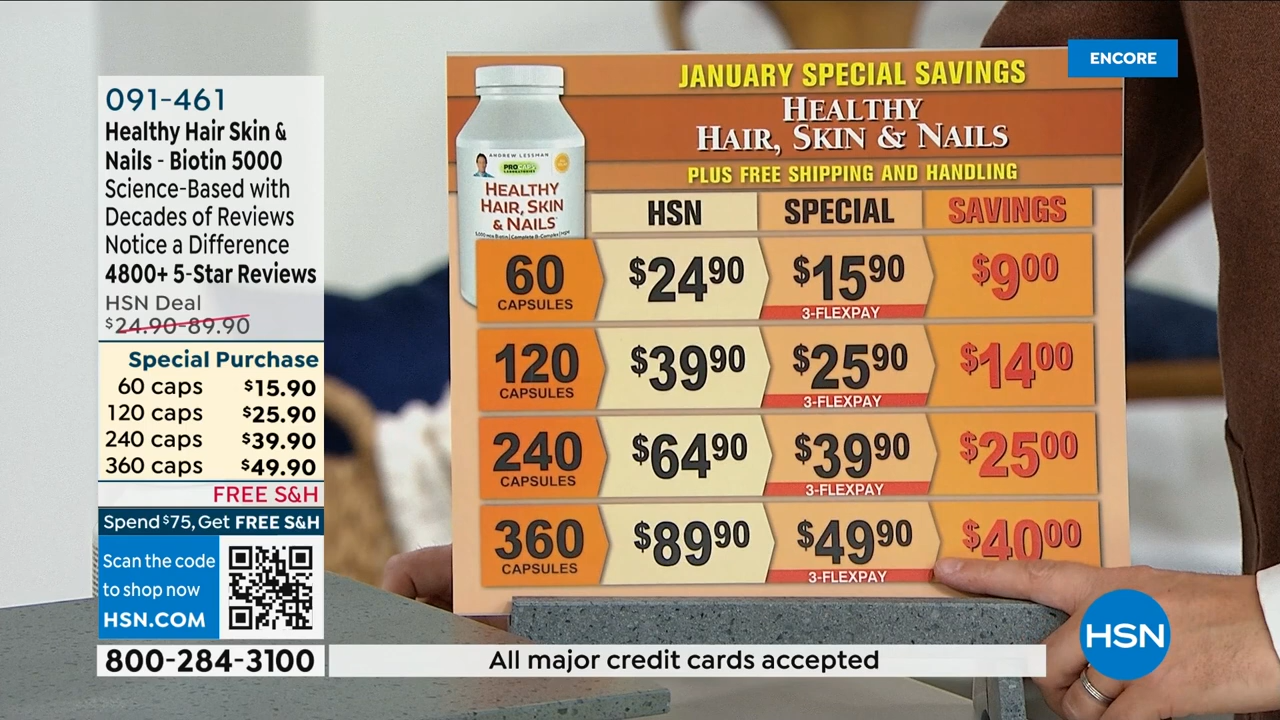 ENCORE
091-461
Healthy Hair Skin &
Nails - Biotin 5000
Science-Based with
Decades of Reviews
Notice a Difference
4800+ 5-Star Reviews
HSN Deal
$24.90-89.90
Special Purchase
60 caps $15.90
120 caps $25.90
240 caps $39.90
360 caps $49.90
FREE S&H
Spend $75, Get FREE S&H
Scan the code
to shop now
HSN.COM
800-284-3100
All major credit cards accepted
HSN
JANUARY SPECIAL SAVINGS
HEALTHY
HAIR, SKIN & NAILS
PLUS FREE SHIPPING AND HANDLING
ANDREW LESSMAN
PROCAPS
LABORATORIES
HEALTHY
HAIR, SKIN
& NAILS
HSN SPECIAL SAVINGS
60 CAPSULES $24.90 $15.90 $9.00
3-FLEXPAY
120 CAPSULES $39.90 $25.90 $14.00
3-FLEXPAY
240 CAPSULES $64.90 $39.90 $25.00
3-FLEXPAY
360 CAPSULES $89.90 $49.90 $40.00
3-FLEXPAY